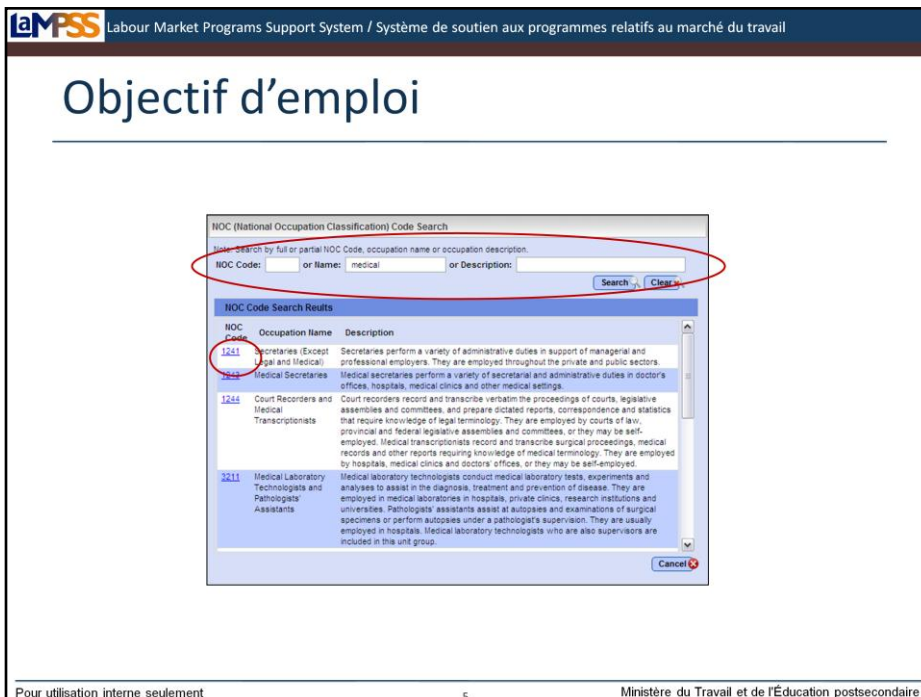 LaMPSS Labour Market Programs Support System / Système de soutien aux programmes relatifs au marché du travail
Objectif d’emploi
NOC (National Occupation Classification) Code Search
Note: Search by full or partial NOC Code, occupation name or occupation description.
NOC Code: or Name: medical or Description:
Search Clear
NOC Code Search Reults
NOC Code Occupation Name Description
1241 Secretaries (Except Legal and Medical) Secretaries perform a variety of administrative duties in support of managerial and
professional employers. They are employed throughout the private and public sectors.
1243 Medical Secretaries Medical secretaries perform a variety of secretarial and administrative duties in doctor's
offices, hospitals, medical clinics and other medical settings.
1244 Court Recorders and Medical Transcriptionists Court recorders record and transcribe verbatim the proceedings of courts, legislative
assemblies and committees, and prepare dictated reports, correspondence and statistics
that require knowledge of legal terminology. They are employed by courts of law,
provincial and federal legislative assemblies and committees, or they may be self-
employed. Medical transcriptionists record and transcribe surgical proceedings, medical
records and other reports requiring knowledge of medical terminology. They are employed
by hospitals, medical clinics and doctors' offices, or they may be self-employed.
3211 Medical Laboratory Technologists and Pathologists' Assistants Medical laboratory technologists conduct medical laboratory tests, experiments and
analyses to assist in the diagnosis, treatment and prevention of disease. They are
employed in medical laboratories in hospitals, private clinics, research institutions and
universities. Pathologists' assistants assist at autopsies and examinations of surgical
specimens or perform autopsies under a pathologist's supervision. They are usually
employed in hospitals. Medical laboratory technologists who are also supervisors are
included in this unit group.
Cancel
Pour utilisation interne seulement
5
Ministère du Travail et de l'Éducation postsecondaire